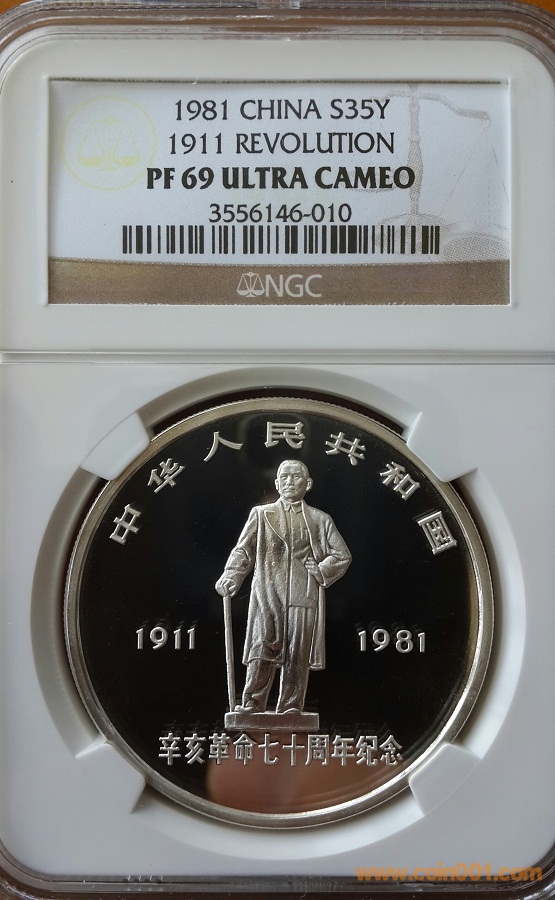 1981 CHINA S35Y
1911 REVOLUTION
PF 69 ULTRA CAMEO
3556146-010
NGC
中华人民共和国
1911 1981
辛亥革命七十周年纪念
www.coin001.com